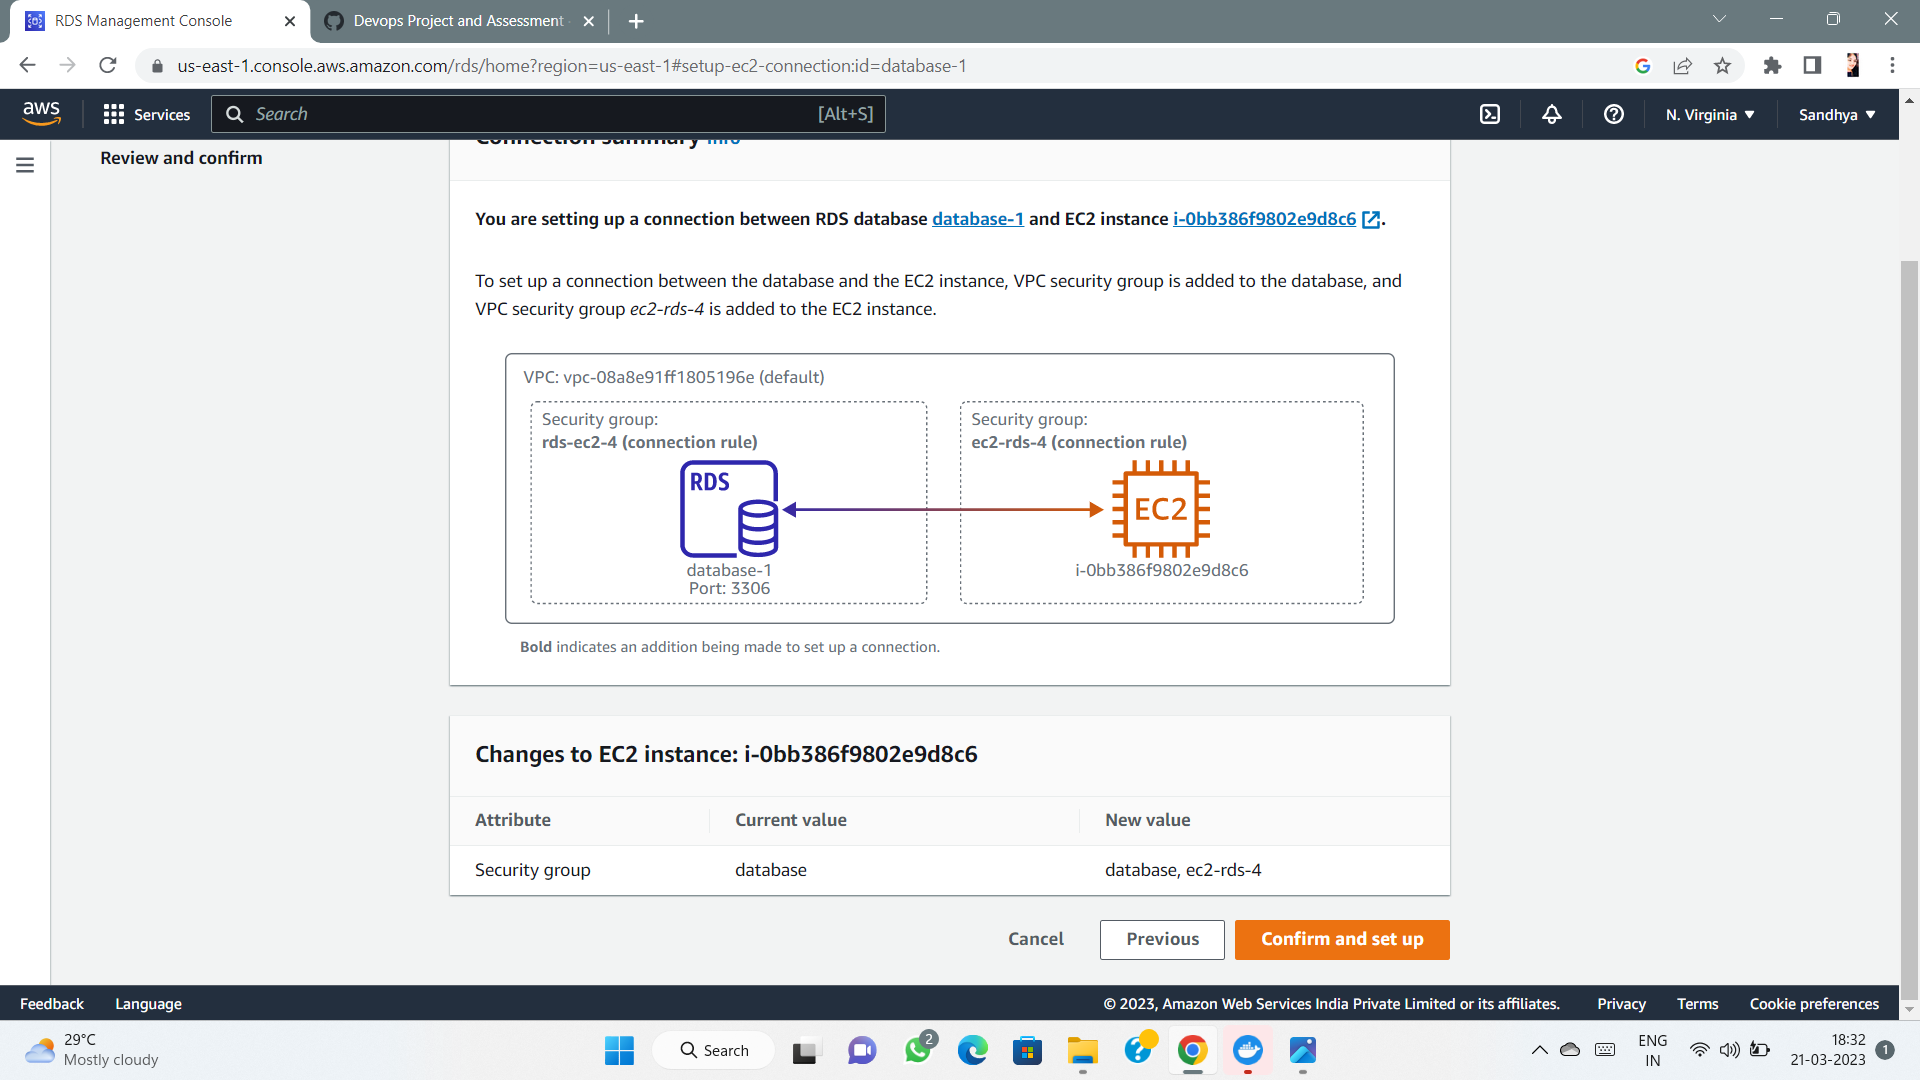 RDS Management Console
Devops Project and Assessment
us-east-1.console.aws.amazon.com/rds/home?region=us-east-1#setup-ec2-connection:id=database-1
aws
Services
Search
[Alt+S]
N. Virginia
Sandhya
Review and confirm
Connection summary Info
You are setting up a connection between RDS database database-1 and EC2 instance i-0bb386f9802e9d8c6.
To set up a connection between the database and the EC2 instance, VPC security group is added to the database, and
VPC security group ec2-rds-4 is added to the EC2 instance.
VPC: vpc-08a8e91ff1805196e (default)
Security group:
rds-ec2-4 (connection rule)
RDS
database-1
Port: 3306
Security group:
ec2-rds-4 (connection rule)
EC2
i-0bb386f9802e9d8c6
Bold indicates an addition being made to set up a connection.
Changes to EC2 instance: i-0bb386f9802e9d8c6
Attribute Current value New value
Security group database database, ec2-rds-4
Cancel Previous Confirm and set up
Feedback Language © 2023, Amazon Web Services India Private Limited or its affiliates. Privacy Terms Cookie preferences
29°C
Mostly cloudy
Search
2
ENG
IN
18:32
21-03-2023
1